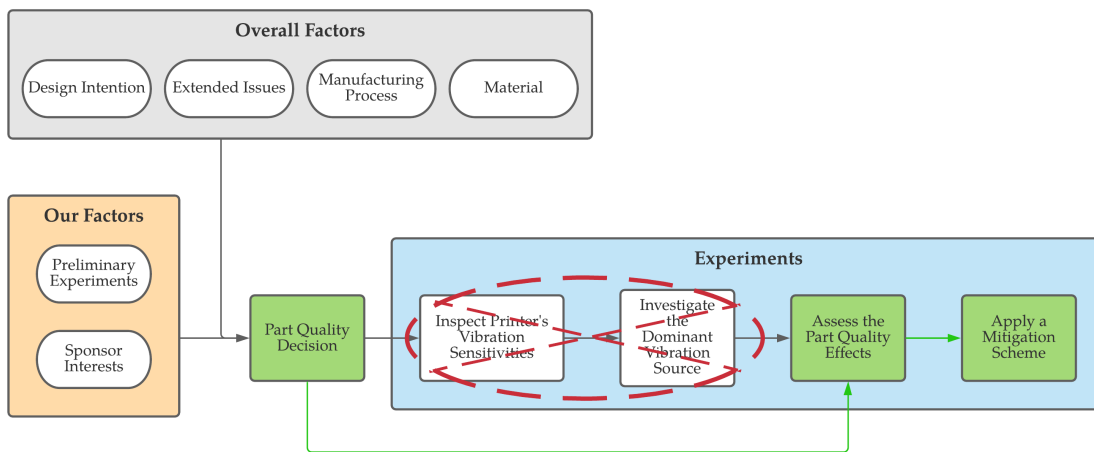 Overall Factors
Design Intention
Extended Issues
Manufacturing
Process
Material
Our Factors
Preliminary
Experiments
Sponsor
Interests
Part Quality
Decision
Experiments
Inspect Printer's
Vibration
Sensitivities
Investigate
the
Dominant
Vibration
Source
Assess the
Part Quality
Effects
Apply a
Mitigation
Scheme